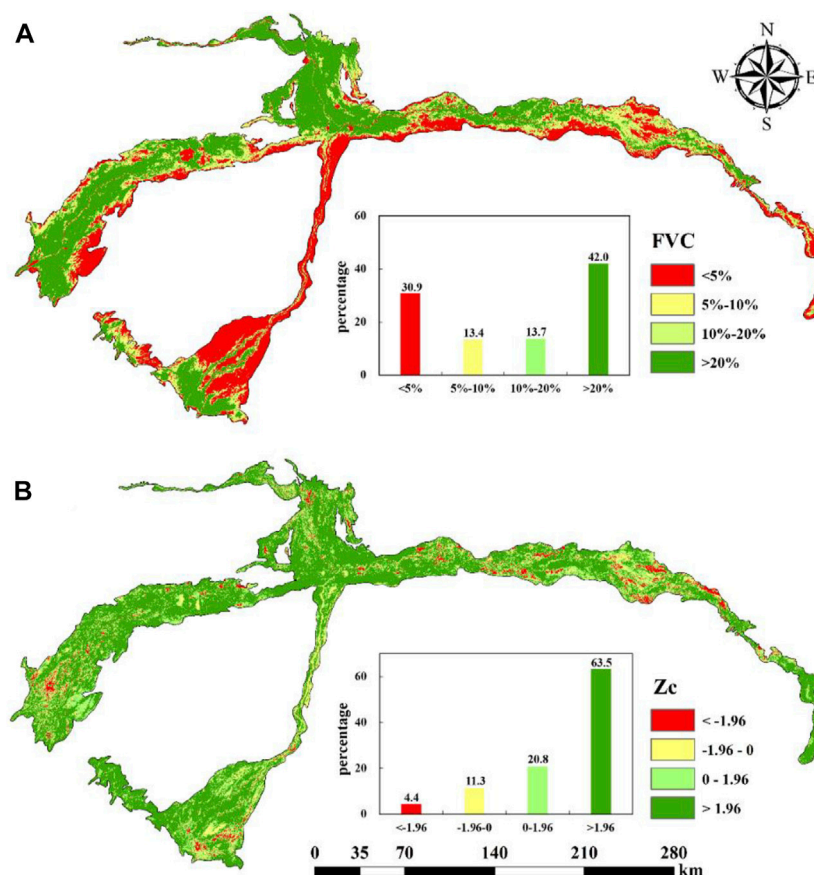 A
N
W E
S
60
40
20
0
percentage
30.9
13.4
13.7
42.0
<5%
5%-10%
10%-20%
>20%
FVC
<5%
5%-10%
10%-20%
>20%
B
60
40
20
0
percentage
4.4
11.3
20.8
63.5
<-1.96
-1.96-0
0-1.96
>1.96
Zc
< -1.96
-1.96 - 0
0 - 1.96
> 1.96
0 35 70 140 210 280
km